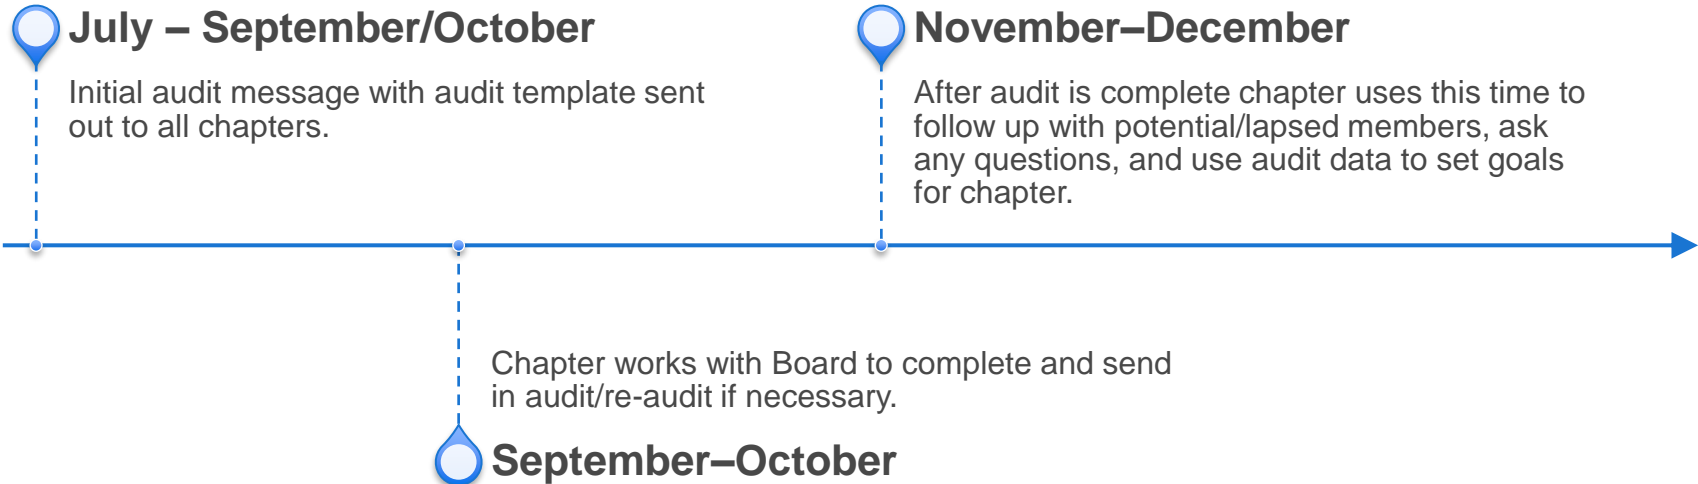 July – September/October
Initial audit message with audit template sent
out to all chapters.
November–December
After audit is complete chapter uses this time to
follow up with potential/lapsed members, ask
any questions, and use audit data to set goals
for chapter.
Chapter works with Board to complete and send
in audit/re-audit if necessary.
September–October